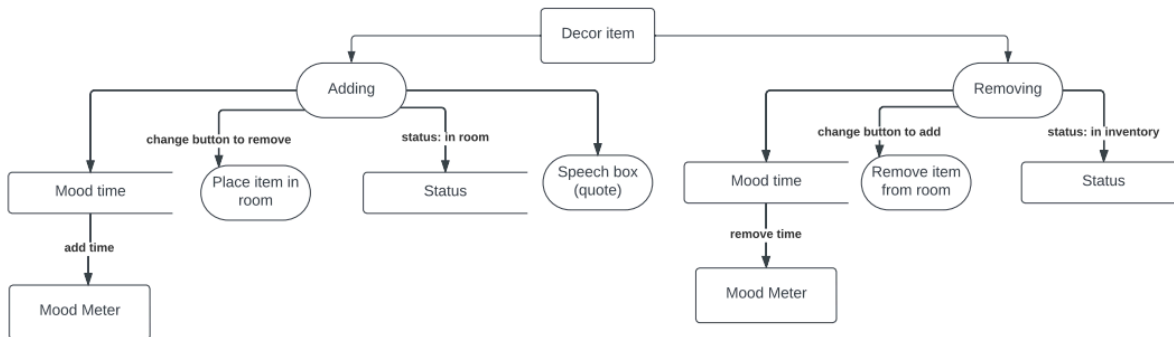 Decor item
Adding
Removing
change button to remove
status: in room
change button to add
status: in inventory
Mood time
Place item in
room
Status
Speech box
(quote)
Mood time
Remove item
from room
Status
add time
remove time
Mood Meter
Mood Meter